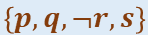 {p, q, ¬r, s}